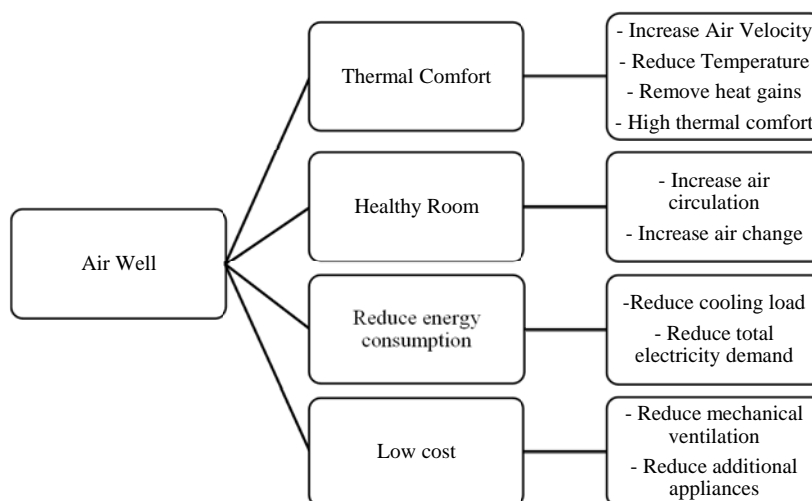 Air Well
Thermal Comfort
- Increase Air Velocity
- Reduce Temperature
- Remove heat gains
- High thermal comfort
Healthy Room
- Increase air
circulation
- Increase air change
Reduce energy
consumption
-Reduce cooling load
- Reduce total
electricity demand
Low cost
- Reduce mechanical
ventilation
- Reduce additional
appliances